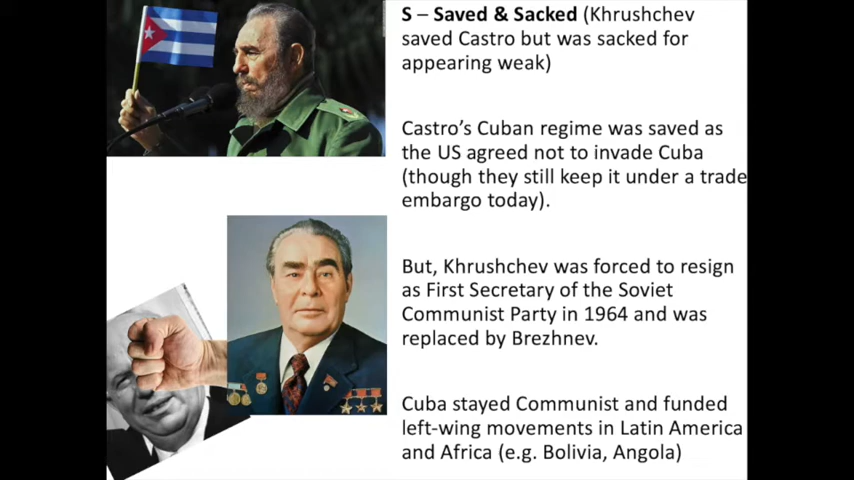 S – Saved & Sacked (Khrushchev
saved Castro but was sacked for
appearing weak)
Castro’s Cuban regime was saved as
the US agreed not to invade Cuba
(though they still keep it under a trade
embargo today).
But, Khrushchev was forced to resign
as First Secretary of the Soviet
Communist Party in 1964 and was
replaced by Brezhnev.
Cuba stayed Communist and funded
left-wing movements in Latin America
and Africa (e.g. Bolivia, Angola)